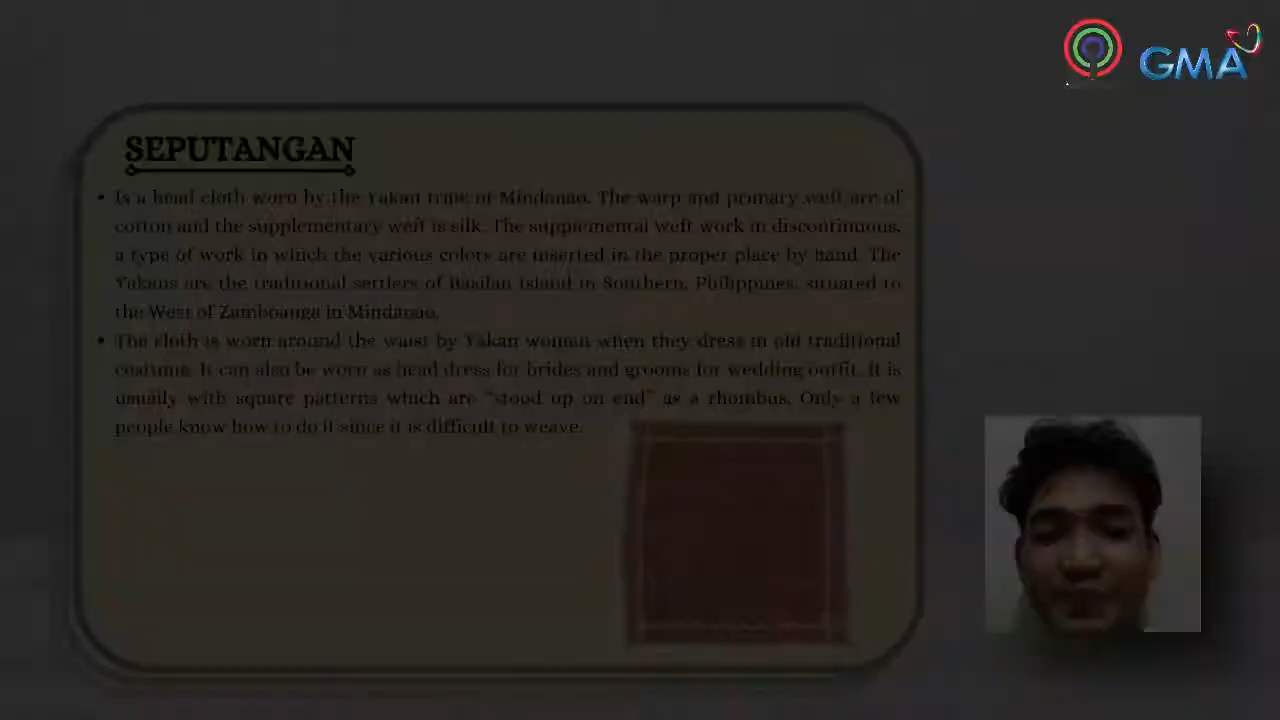 GMA
SEPUTANGAN
• Is a head cloth worn by the Yakan tribe of Mindanao. The warp and primary weft are of
cotton and the supplementary weft is silk. The supplemental weft work in discontinuous,
a type of work in which the various colors are inserted in the proper place by hand. The
Yakans are the traditional settlers of Basilan Island in Southern, Philippines, situated to
the West of Zamboanga in Mindanao.
• The cloth is worn around the waist by Yakan woman when they dress in old traditional
costume. It can also be worn as head dress for brides and grooms for wedding outfit. It is
usually with square patterns which are “stood up on end” as a rhombus. Only a few
people know how to do it since it is difficult to weave.